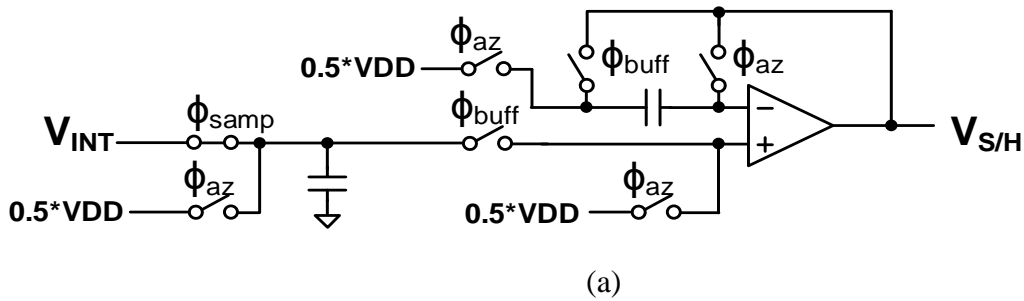 ϕaz
ϕbuff
ϕaz
0.5*VDD
ϕsamp
ϕbuff
VINT
−
+
VS/H
ϕaz
ϕaz
0.5*VDD
0.5*VDD
(a)